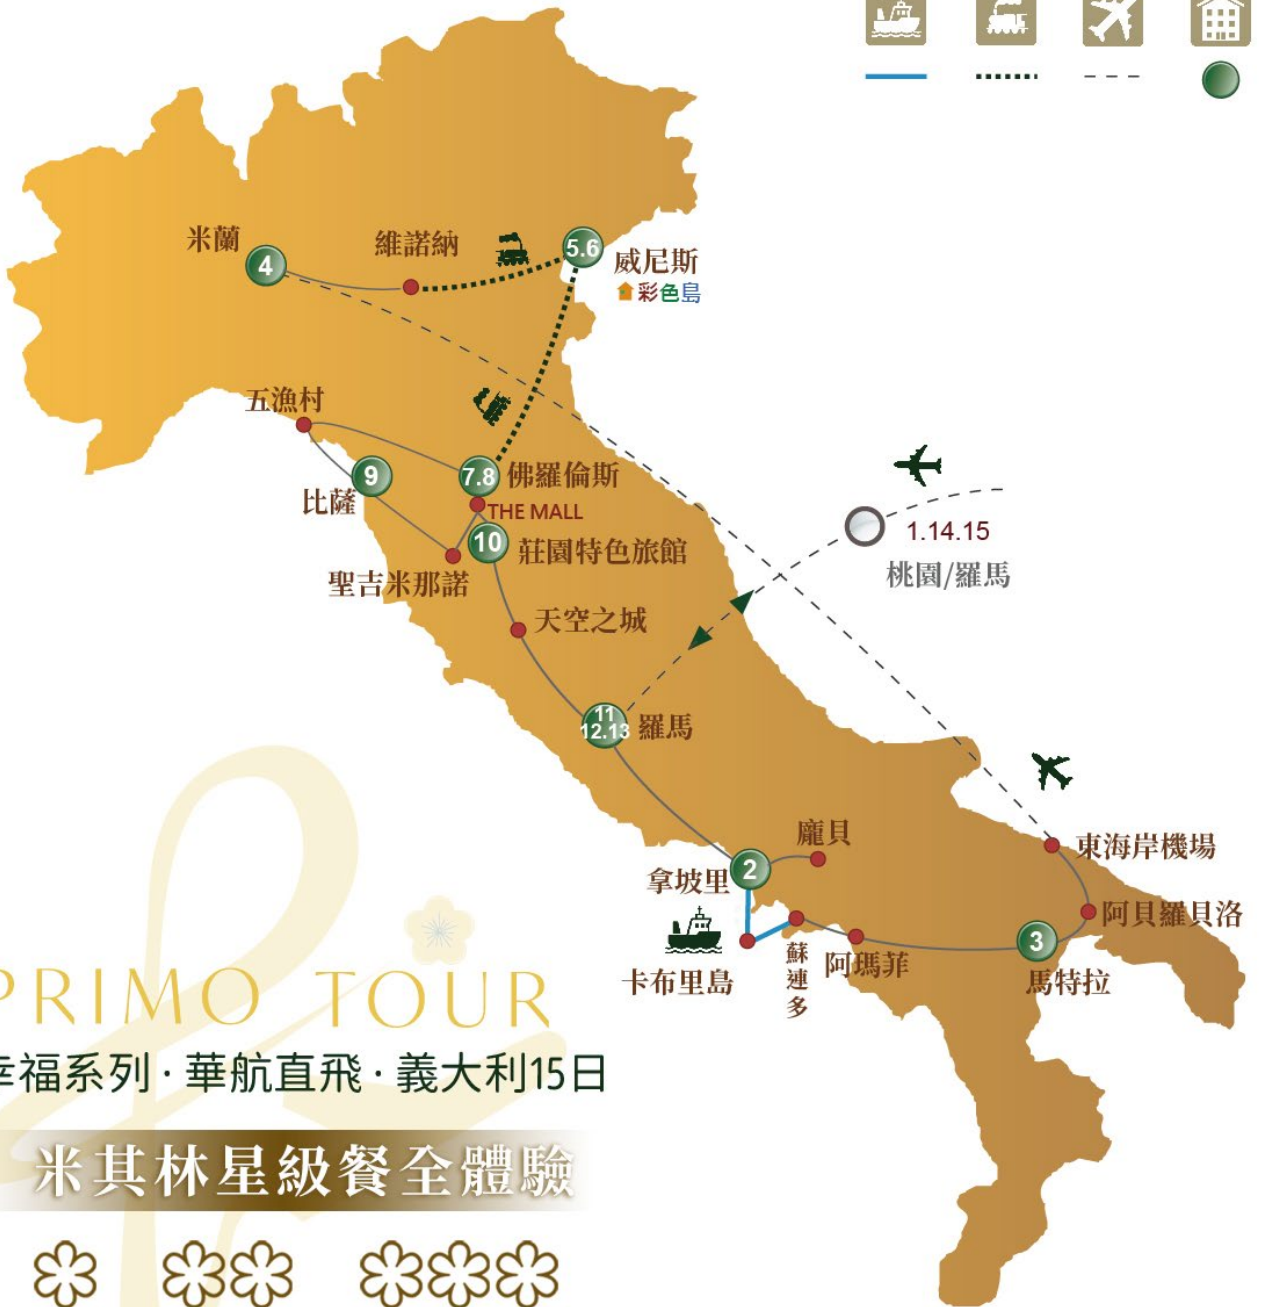 米蘭
4
維諾納
5.6
威尼斯
彩色島
五漁村
9
比薩
7.8
佛羅倫斯
THE MALL
10
莊園特色旅館
聖吉米那諾
天空之城
1.14.15
桃園/羅馬
11
12.13
羅馬
龐貝
2
拿坡里
東海岸機場
阿貝羅貝洛
3
馬特拉
阿瑪菲
蘇連多
卡布里島
PRIMO TOUR
幸福系列·華航直飛·義大利15日
米其林星級餐全體驗